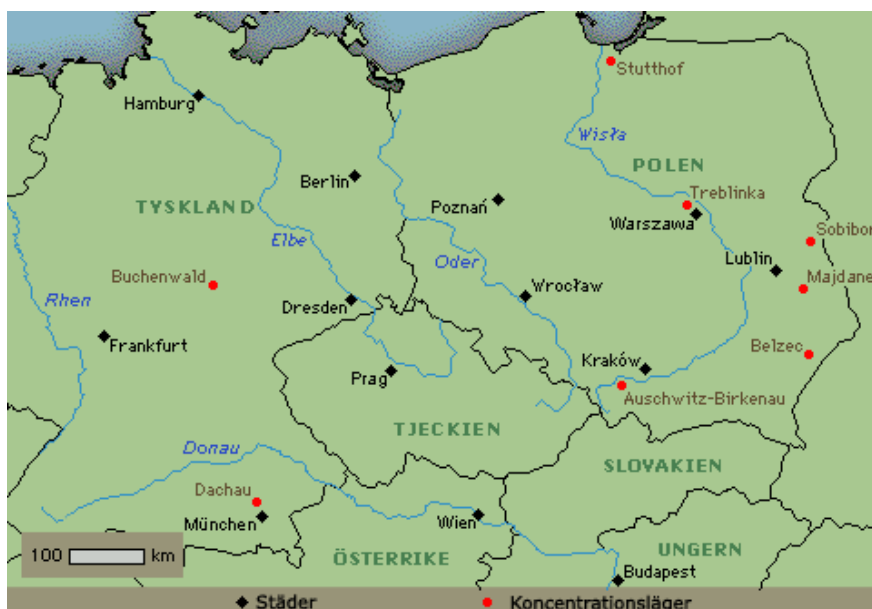 Stutthof
Hamburg
Wisła
POLEN
Berlin
Treblinka
TYSKLAND
Poznań
Warszawa
Sobibor
Elbe
Oder
Lublin
Buchenwald
Majdane
Rhen
Wrocław
Dresden
Frankfurt
Belzec
Kraków
Prag
Auschwitz-Birkenau
TJECKIEN
Donau
SLOVAKIEN
Dachau
München
Wien
100 km
ÖSTERRIKE
UNGERN
Budapest
Städer
Koncentrationsläger